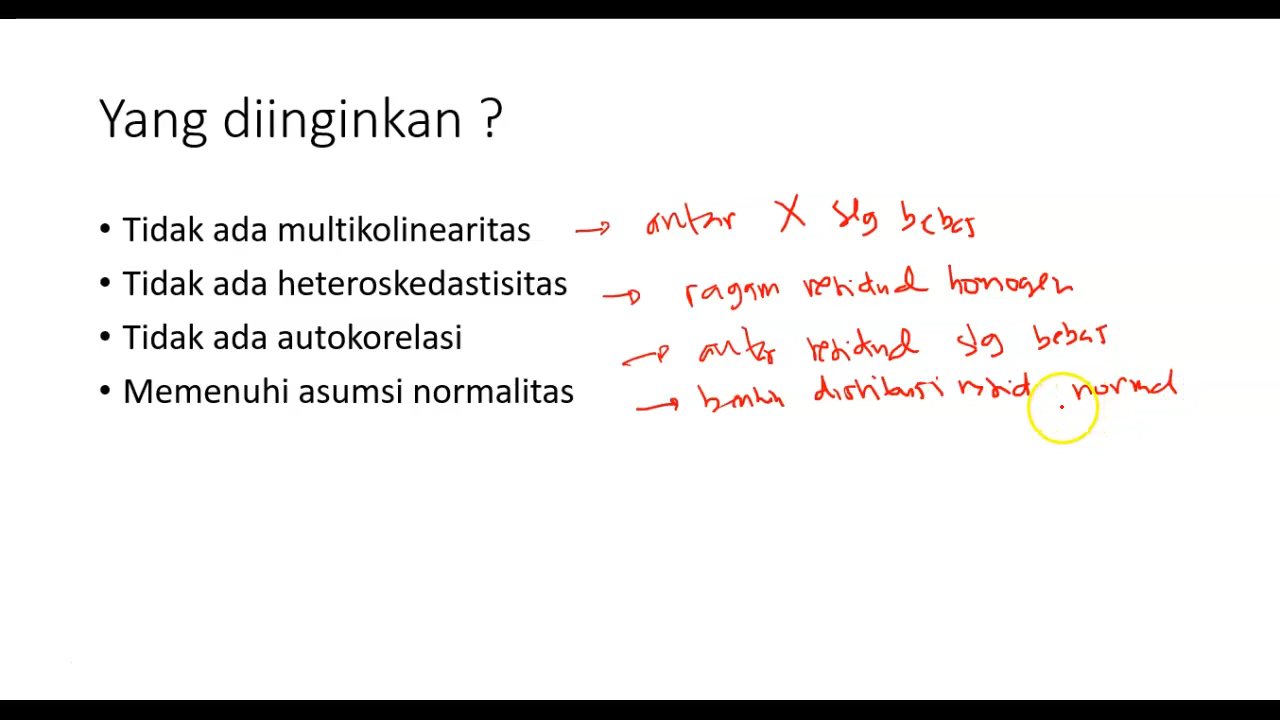 Yang diinginkan ?
• Tidak ada multikolinearitas → antar X slg bebas
• Tidak ada heteroskedastisitas → ragam residual homogen
• Tidak ada autokorelasi → antar residual slg bebas
• Memenuhi asumsi normalitas → distribusi resid normal